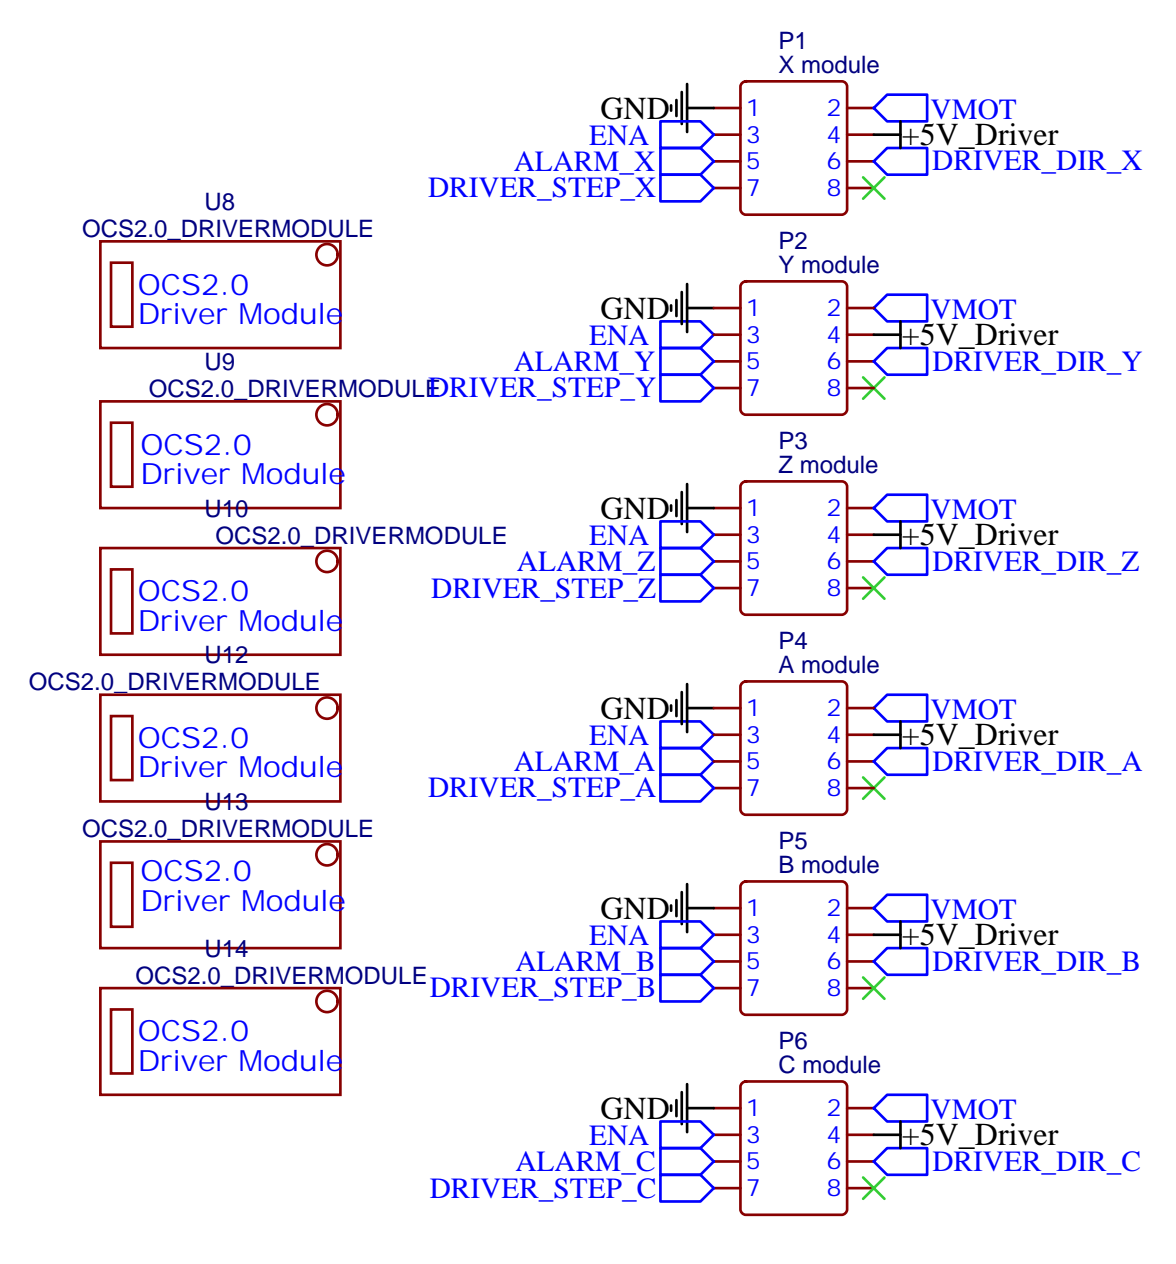 U8
OCS2.0_DRIVERMODULE
OCS2.0
Driver Module
U9
OCS2.0_DRIVERMODULE
OCS2.0
Driver Module
U10
OCS2.0_DRIVERMODULE
OCS2.0
Driver Module
U12
OCS2.0_DRIVERMODULE
OCS2.0
Driver Module
U13
OCS2.0_DRIVERMODULE
OCS2.0
Driver Module
U14
OCS2.0_DRIVERMODULE
OCS2.0
Driver Module
P1
X module
GND 1 2 VMOT
ENA 3 4 +5V_Driver
ALARM_X 5 6 DRIVER_DIR_X
DRIVER_STEP_X 7 8
P2
Y module
GND 1 2 VMOT
ENA 3 4 +5V_Driver
ALARM_Y 5 6 DRIVER_DIR_Y
DRIVER_STEP_Y 7 8
P3
Z module
GND 1 2 VMOT
ENA 3 4 +5V_Driver
ALARM_Z 5 6 DRIVER_DIR_Z
DRIVER_STEP_Z 7 8
P4
A module
GND 1 2 VMOT
ENA 3 4 +5V_Driver
ALARM_A 5 6 DRIVER_DIR_A
DRIVER_STEP_A 7 8
P5
B module
GND 1 2 VMOT
ENA 3 4 +5V_Driver
ALARM_B 5 6 DRIVER_DIR_B
DRIVER_STEP_B 7 8
P6
C module
GND 1 2 VMOT
ENA 3 4 +5V_Driver
ALARM_C 5 6 DRIVER_DIR_C
DRIVER_STEP_C 7 8